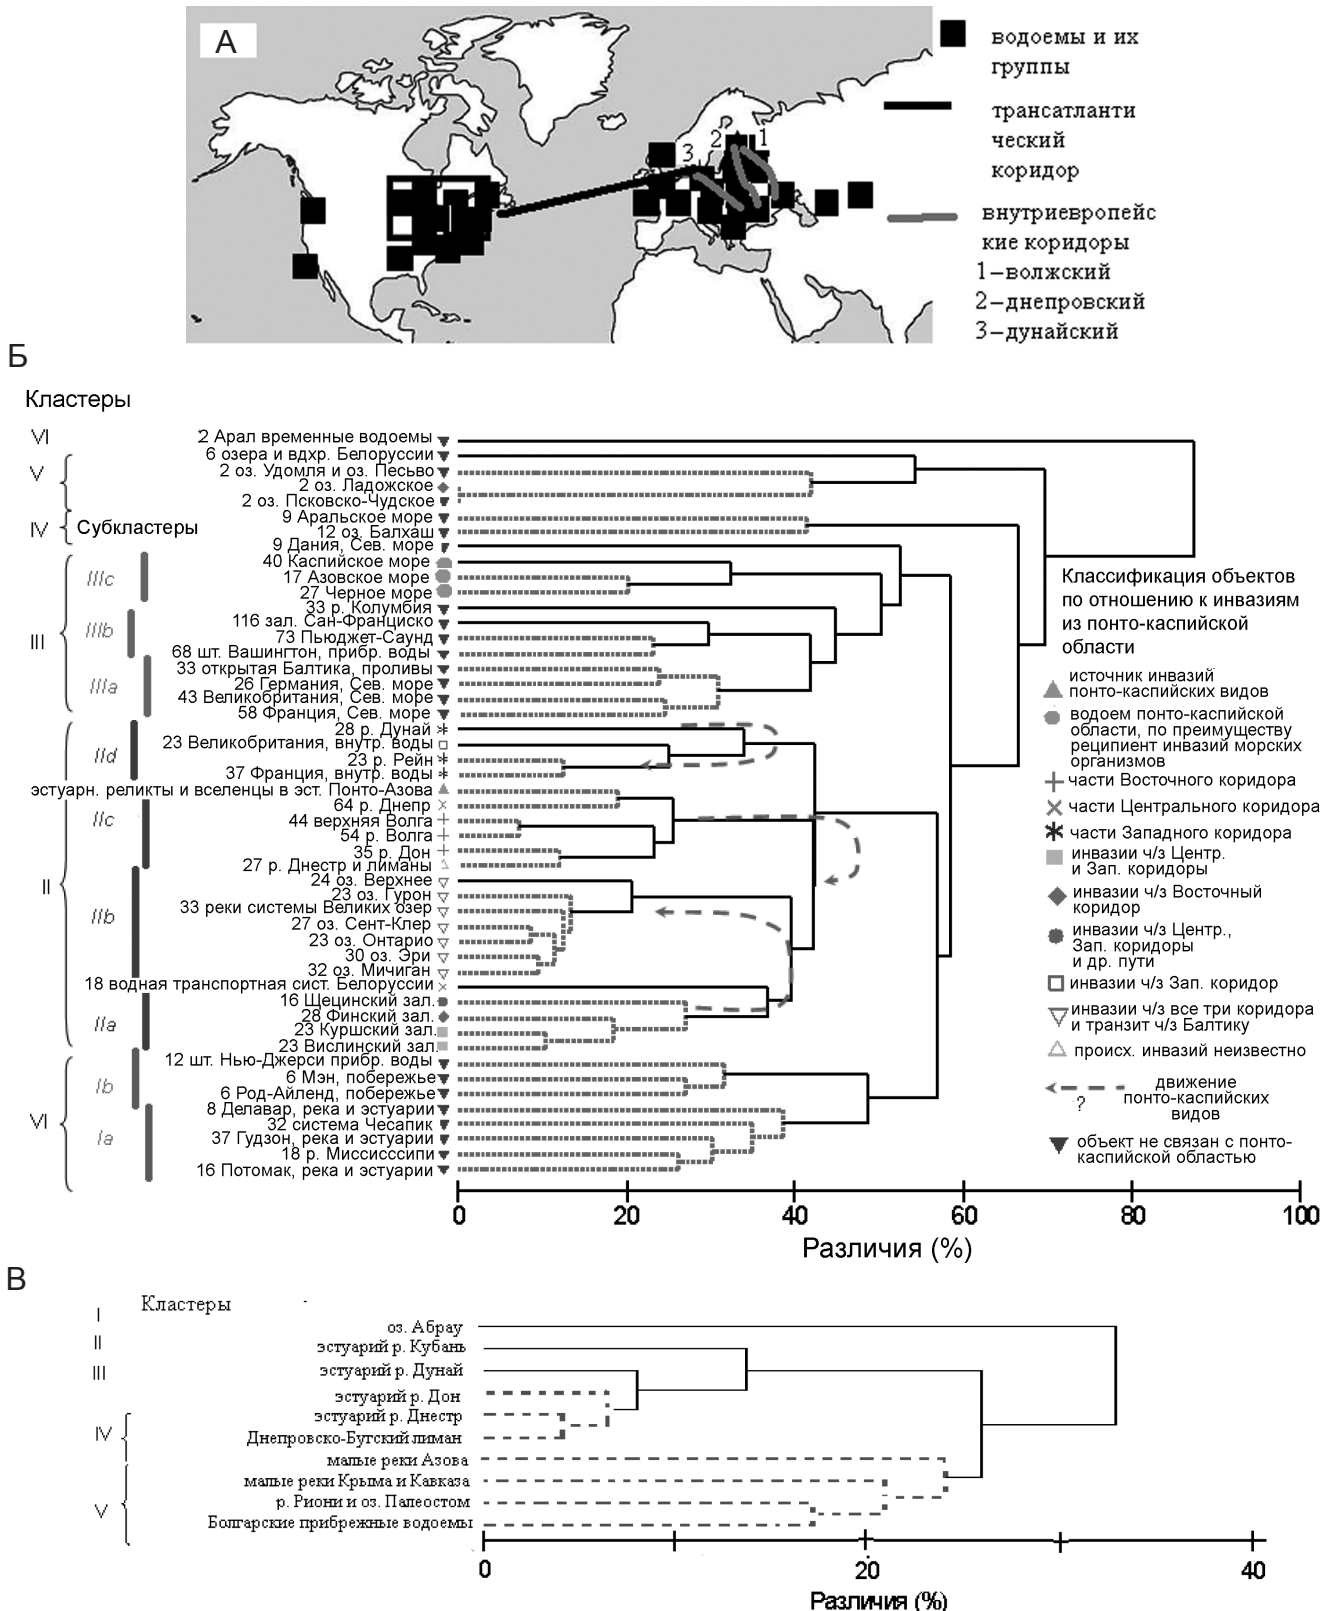 А
водоемы и их
группы
трансатланти
ческий
коридор
внутриевропейс
кие коридоры
1–волжский
2–днепровский
3–дунайский
3
2
1
Б
Кластеры
VI
V
IV
Субкластеры
III
IIIc
IIIb
IIIa
II
IId
IIc
IIb
IIa
VI
Ib
Ia
2 Арал временные водоемы
6 озера и вдхр. Белоруссии
2 оз. Удомля и оз. Песьво
2 оз. Ладожское
2 оз. Псковско-Чудское
9 Аральское море
12 оз. Балхаш
9 Дания, Сев. море
40 Каспийское море
17 Азовское море
27 Черное море
33 р. Колумбия
116 зал. Сан-Франциско
73 Пьюджет-Саунд
68 шт. Вашингтон, прибр. воды
33 открытая Балтика, проливы
26 Германия, Сев. море
43 Великобритания, Сев. море
58 Франция, Сев. море
28 р. Дунай
23 Великобритания, внутр. воды
23 р. Рейн
37 Франция, внутр. воды
эстуарн. реликты и вселенцы в эст. Понто-Азова
64 р. Днепр
44 верхняя Волга
54 р. Волга
35 р. Дон
27 р. Днестр и лиманы
24 оз. Верхнее
23 оз. Гурон
33 реки системы Великих озер
27 оз. Сент-Клер
23 оз. Онтарио
30 оз. Эри
32 оз. Мичиган
18 водная транспортная сист. Белоруссии
16 Щецинский зал.
28 Финский зал.
23 Куршский зал.
23 Вислинский зал.
12 шт. Нью-Джерси прибр. воды
6 Мэн, побережье
6 Род-Айленд, побережье
8 Делавар, река и эстуарии
32 система Чесапик
37 Гудзон, река и эстуарии
18 р. Миссисссипи
16 Потомак, река и эстуарии
0 20 40 60 80 100
Различия (%)
Классификация объектов
по отношению к инвазиям
из понто-каспийской
области
источник инвазий
понто-каспийских видов
водоем понто-каспийской
области, по преимуществу
реципиент инвазий морских
организмов
части Восточного коридора
части Центрального коридора
части Западного коридора
инвазии ч/з Центр.
и Зап. коридоры
инвазии ч/з Восточный
коридор
инвазии ч/з Центр.,
Зап. коридоры
и др. пути
инвазии ч/з Зап. коридор
инвазии ч/з все три коридора
и транзит ч/з Балтику
происх. инвазий неизвестно
?
движение
понто-каспийских
видов
объект не связан с понто-
каспийской областью
В
Кластеры
I
II
III
IV
V
оз. Абрау
эстуарий р. Кубань
эстуарий р. Дунай
эстуарий р. Дон
эстуарий р. Днестр
Днепровско-Бугский лиман
малые реки Азова
малые реки Крыма и Кавказа
р. Риони и оз. Палеостом
Болгарские прибрежные водоемы
0 20 40
Различия (%)